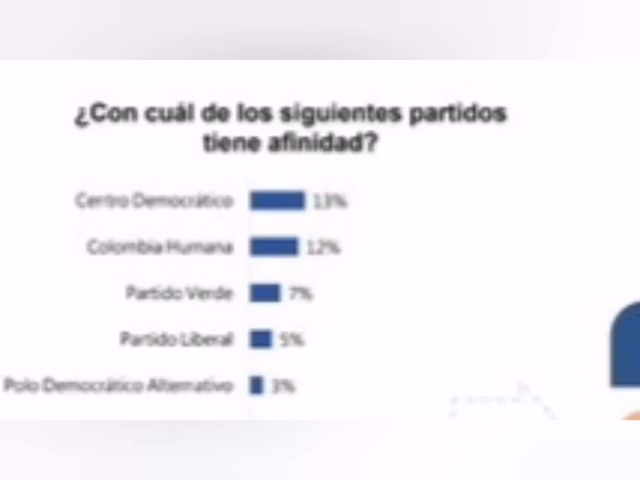 ¿Con cuál de los siguientes partidos
tiene afinidad?
Centro Democrático 13%
Colombia Humana 12%
Partido Verde 7%
Partido Liberal 5%
Polo Democrático Alternativo 3%